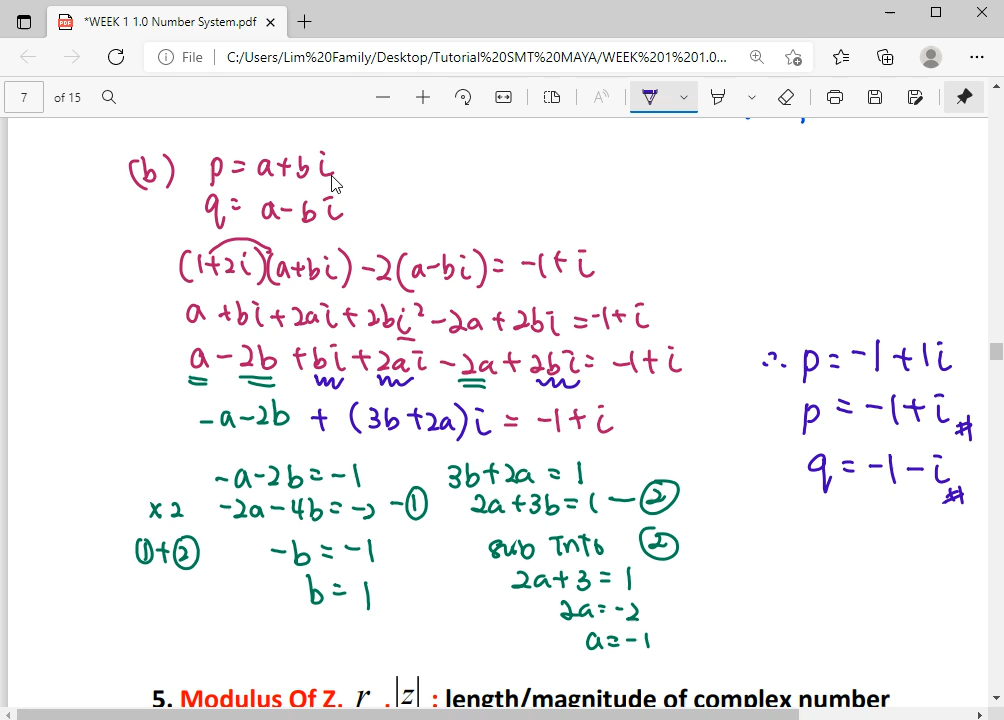 *WEEK 1 1.0 Number System.pdf
File C:/Users/Lim%20Family/Desktop/Tutorial%20SMT%20MAYA/WEEK%201%201.0...
7 of 15
(b) p = a+bi
q = a-bi
(1+2i)(a+bi) -2(a-bi) = -1+i
a +bi+2ai+2bi² -2a+2bi = -1+i
a - 2b +bi+2ai -2a+2bi = -1+i
-a-2b + (3b+2a)i = -1+i
-a-2b=-1 3b+2a = 1
x2 -2a-4b=-2 -① 2a+3b=1 -②
①+② -b = -1 sub into ②
b = 1 2a+3 = 1
2a=-2
a=-1
∴ p = -1+1i
p = -1+i #
q = -1-i #
5. Modulus Of Z, r , |z| : length/magnitude of complex number